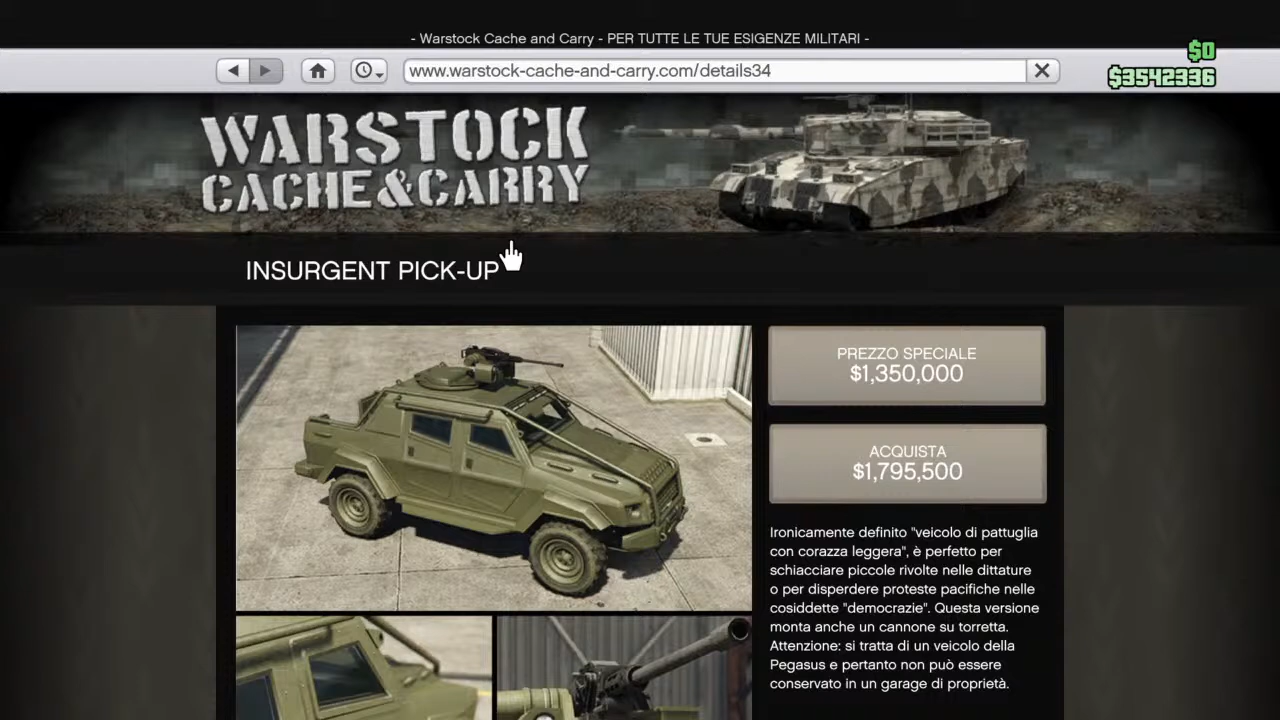 - Warstock Cache and Carry - PER TUTTE LE TUE ESIGENZE MILITARI -
$0
$3542336
www.warstock-cache-and-carry.com/details34
WARSTOCK
CACHE&CARRY
INSURGENT PICK-UP
PREZZO SPECIALE
$1,350,000
ACQUISTA
$1,795,500
Ironicamente definito "veicolo di pattuglia
con corazza leggera", è perfetto per
schiacciare piccole rivolte nelle dittature
o per disperdere proteste pacifiche nelle
cosiddette "democrazie". Questa versione
monta anche un cannone su torretta.
Attenzione: si tratta di un veicolo della
Pegasus e pertanto non può essere
conservato in un garage di proprietà.